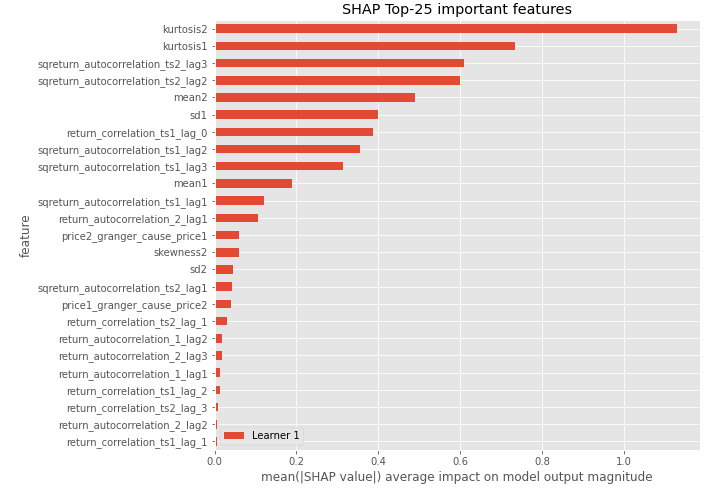 SHAP Top-25 important features
kurtosis2
kurtosis1
sqreturn_autocorrelation_ts2_lag3
sqreturn_autocorrelation_ts2_lag2
mean2
sd1
return_correlation_ts1_lag_0
sqreturn_autocorrelation_ts1_lag2
sqreturn_autocorrelation_ts1_lag3
mean1
sqreturn_autocorrelation_ts1_lag1
return_autocorrelation_2_lag1
price2_granger_cause_price1
skewness2
sd2
sqreturn_autocorrelation_ts2_lag1
price1_granger_cause_price2
return_correlation_ts2_lag_1
return_autocorrelation_1_lag2
return_autocorrelation_2_lag3
return_autocorrelation_1_lag1
return_correlation_ts1_lag_2
return_correlation_ts2_lag_3
return_autocorrelation_2_lag2
return_correlation_ts1_lag_1
feature
Learner 1
0.0 0.2 0.4 0.6 0.8 1.0
mean(|SHAP value|) average impact on model output magnitude